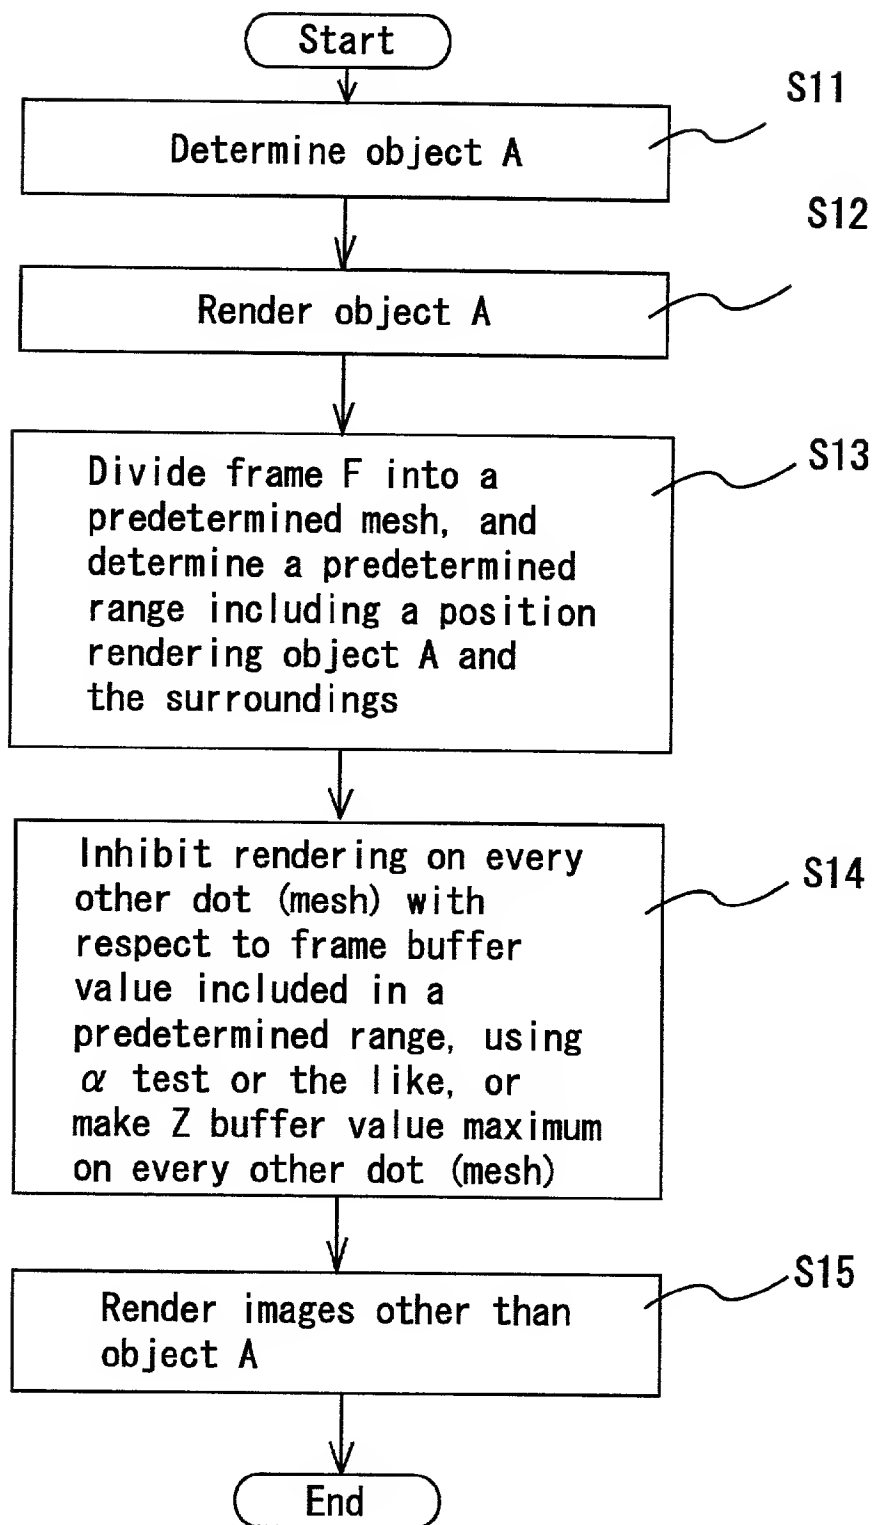 Start
S11
Determine object A
S12
Render object A
S13
Divide frame F into a
predetermined mesh, and
determine a predetermined
range including a position
rendering object A and
the surroundings
S14
Inhibit rendering on every
other dot (mesh) with
respect to frame buffer
value included in a
predetermined range, using
α test or the like, or
make Z buffer value maximum
on every other dot (mesh)
S15
Render images other than
object A
End